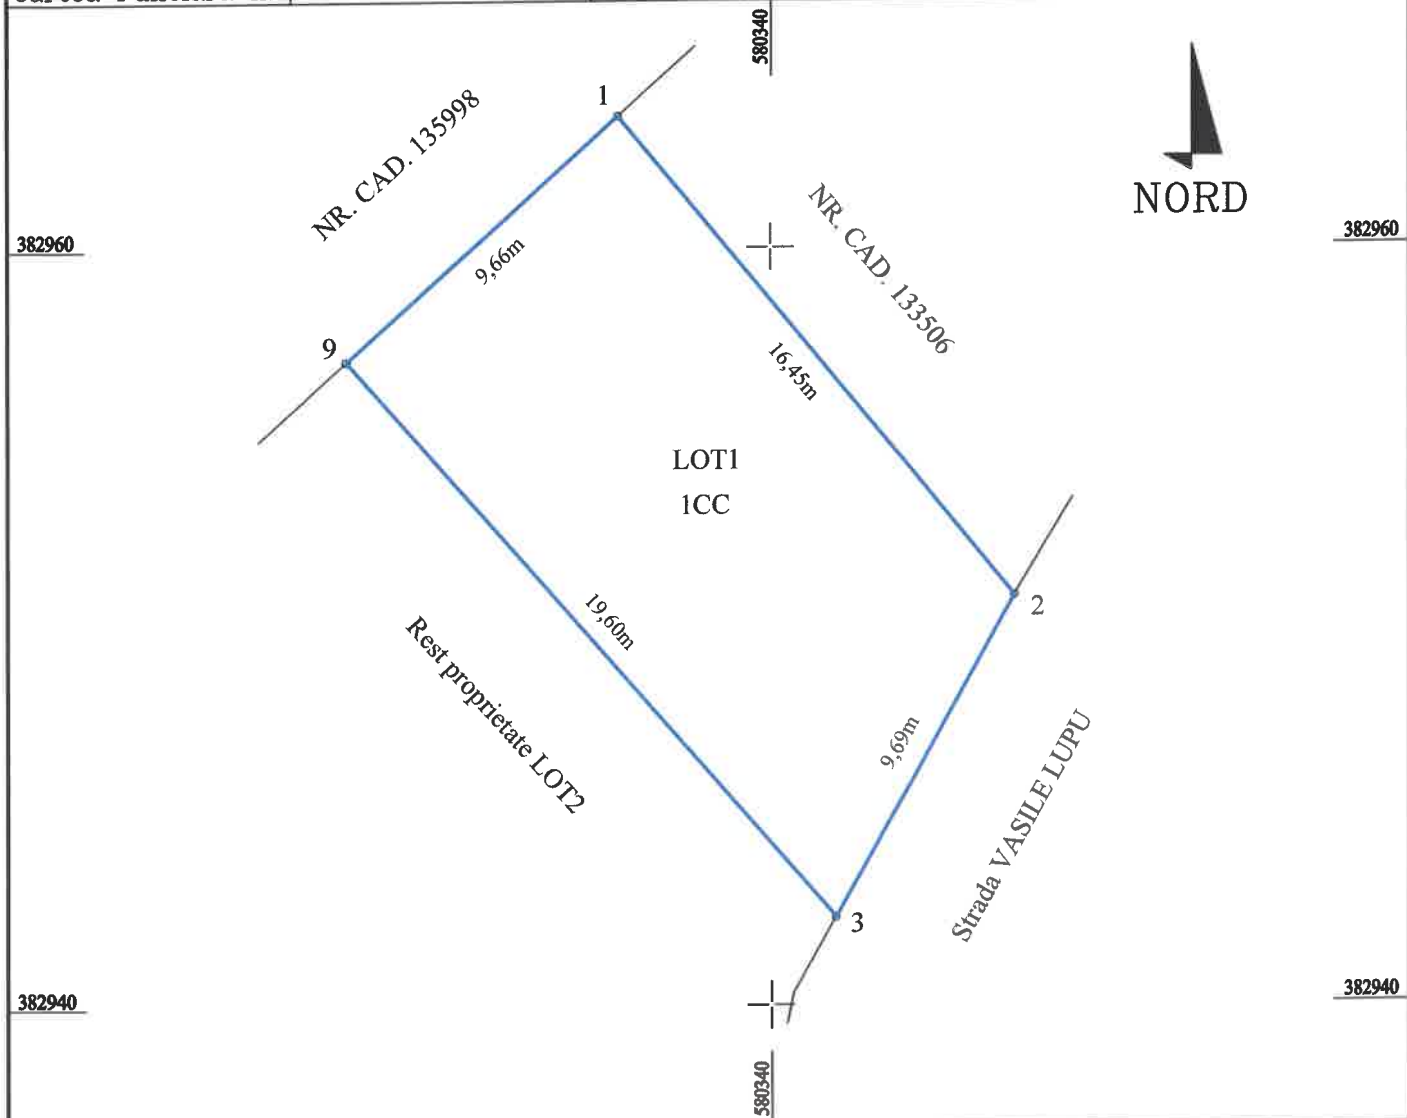 580340
1
NR. CAD. 135998
NORD
NR. CAD. 133506
382960
382960
9,66m
9
16,45m
LOT1
1CC
2
19,60m
Rest proprietate LOT2
9,69m
Strada VASILE LUPU
3
382940
382940
580340